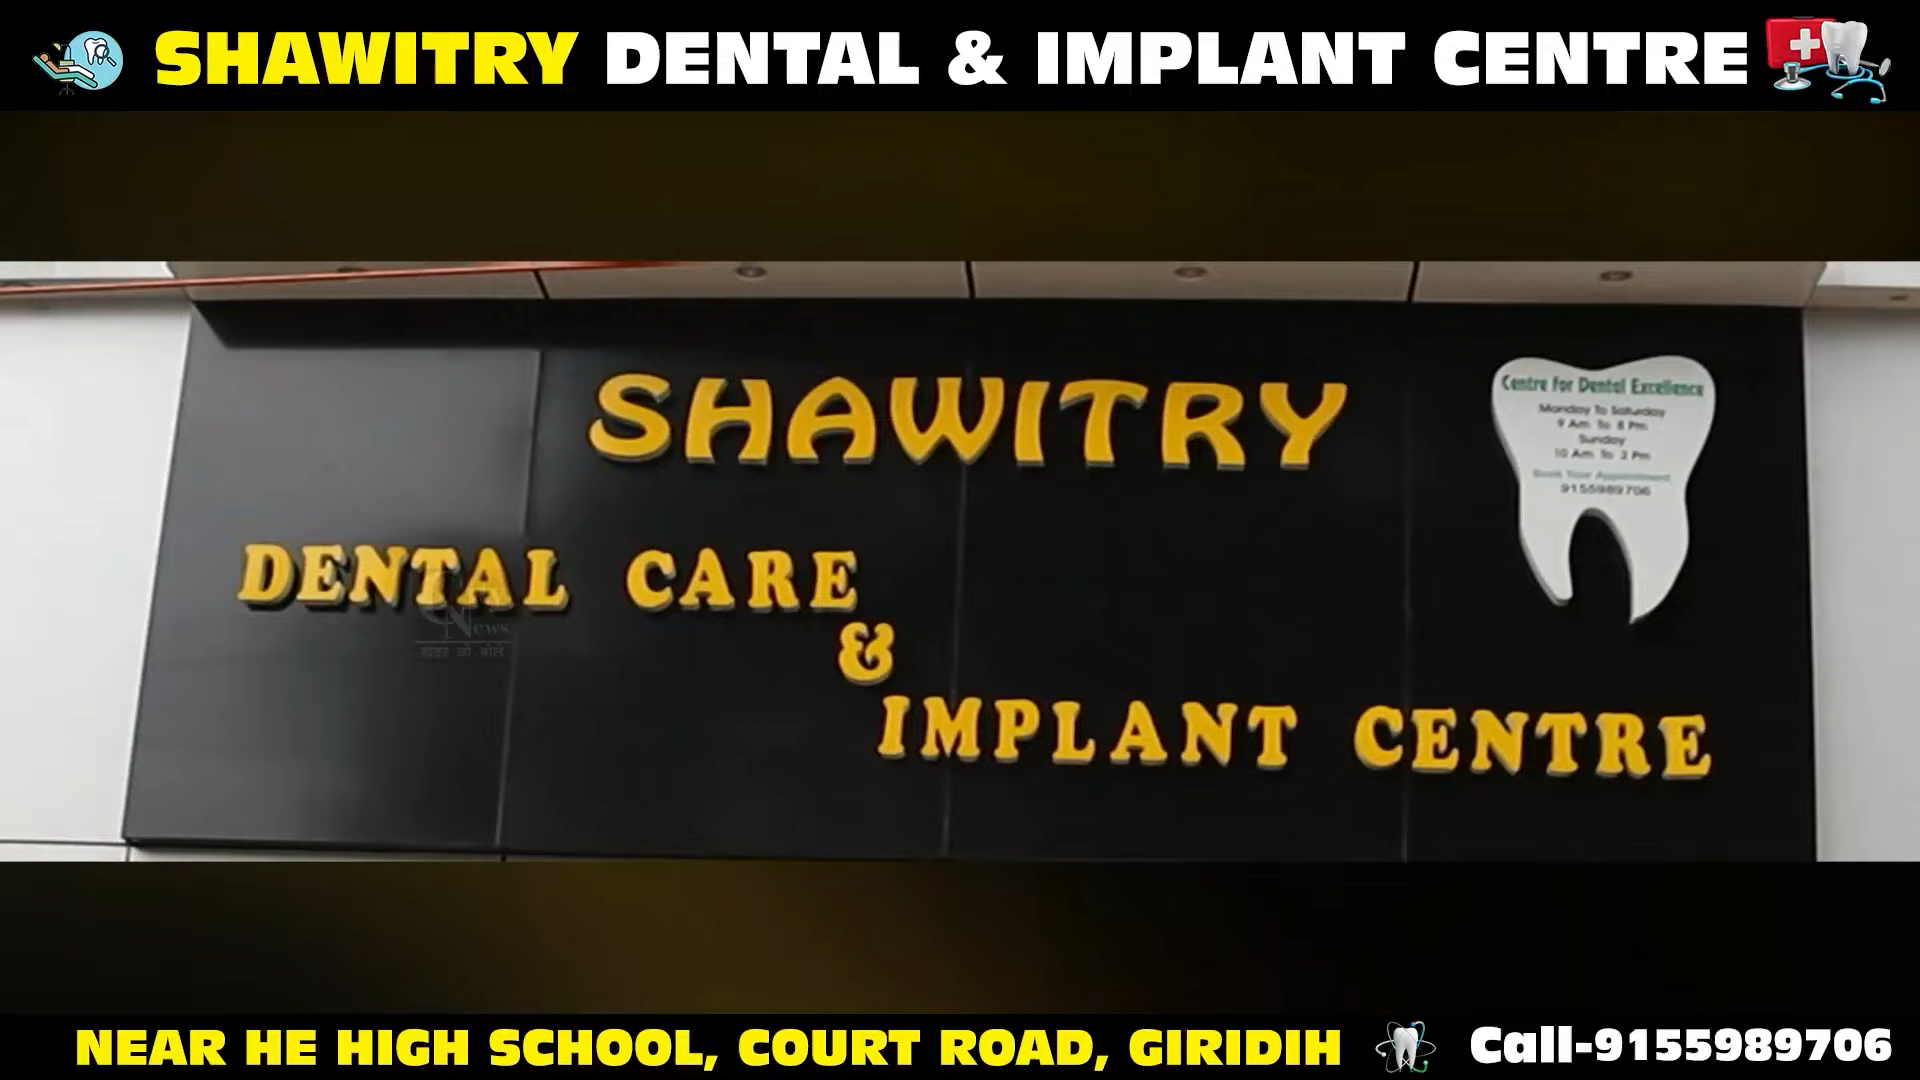 SHAWITRY DENTAL & IMPLANT CENTRE
SHAWITRY
Centre For Dental Excellence
Monday To Saturday
9 Am To 8 Pm
Sunday
10 Am To 2 Pm
Book Your Appointment
9155989706
DENTAL CARE
&
IMPLANT CENTRE
News
NEAR HE HIGH SCHOOL, COURT ROAD, GIRIDIH
Call-9155989706